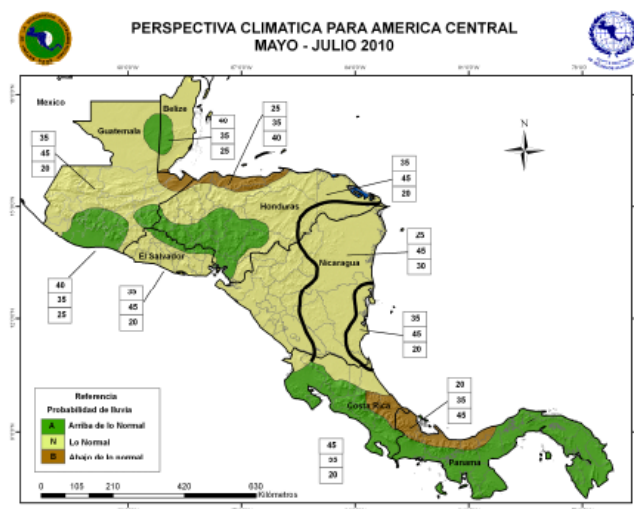 PERSPECTIVA CLIMATICA PARA AMERICA CENTRAL
MAYO - JULIO 2010
Mexico
Belize
Guatemala
40
35
25
25
35
40
35
45
20
N
35
45
20
Honduras
25
45
30
El Salvador
Nicaragua
40
35
25
35
45
20
35
45
20
Referencia
Probabilidad de lluvia
A Arriba de lo Normal
N Lo Normal
B Abajo de lo normal
20
35
45
Costa Rica
45
35
20
Panama
0 105 210 420 630
Kilómetros